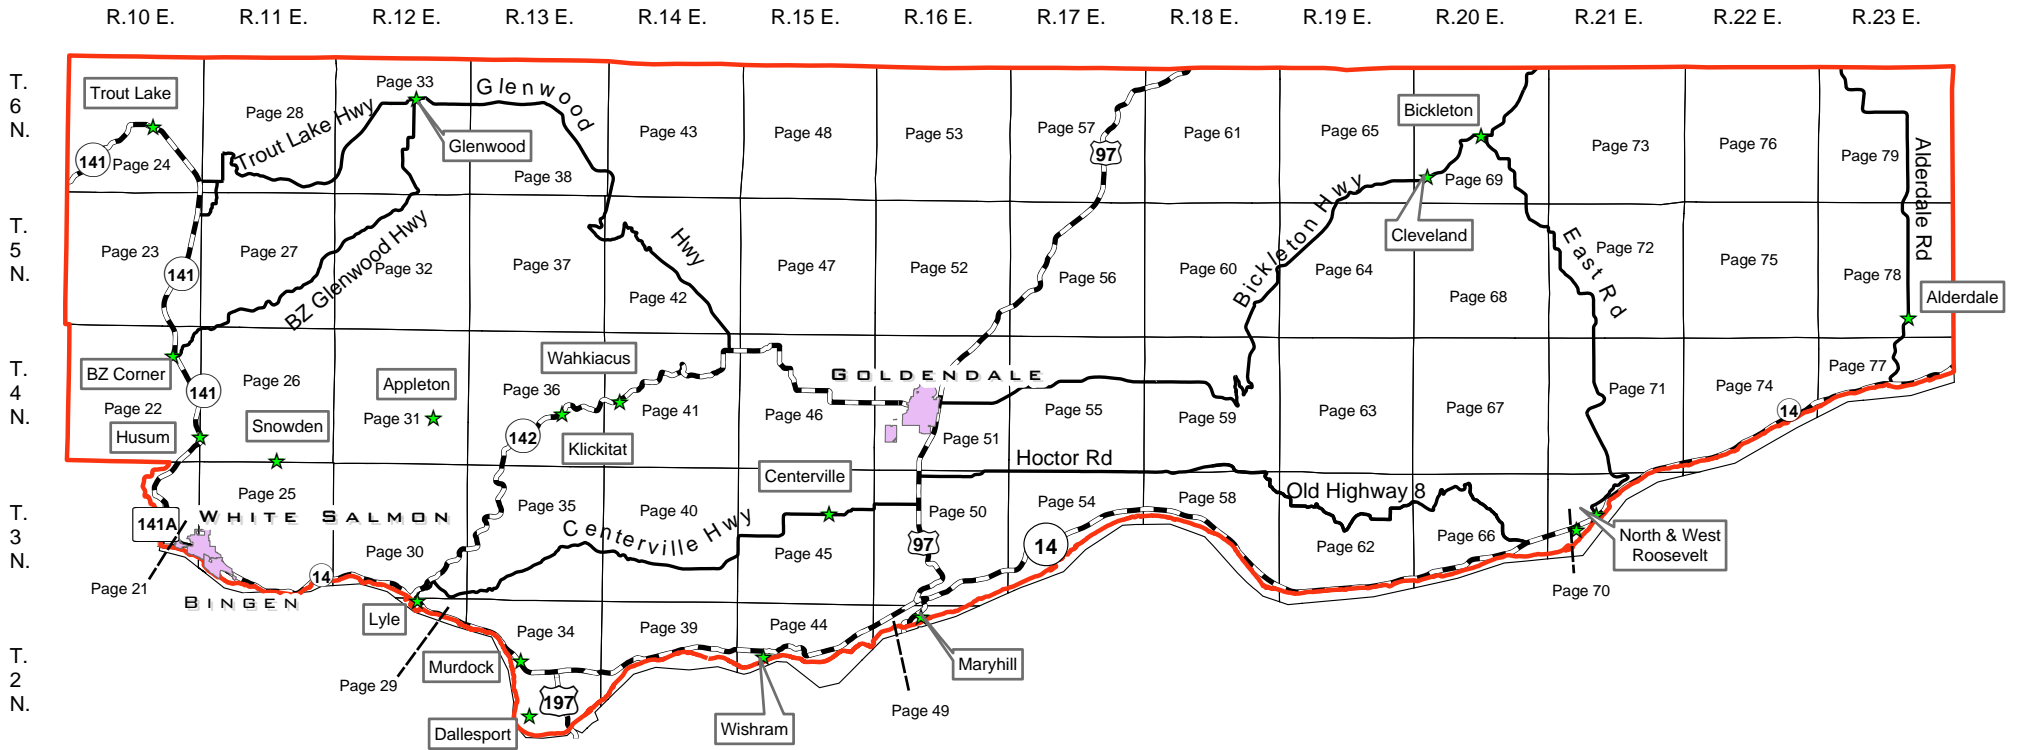 R.10 E. R.11 E. R.12 E. R.13 E. R.14 E. R.15 E. R.16 E. R.17 E. R.18 E. R.19 E. R.20 E. R.21 E. R.22 E. R.23 E.
T.
6
N.
Trout Lake
Page 28
Page 33
Glenwood
Bickleton
141
Page 24
Trout Lake Hwy
Glenwood
Page 38
Page 43
Page 48
Page 53
Page 57
97
Page 61
Page 65
Page 69
Page 73
Page 76
Page 79
Alderdale Rd
T.
5
N.
Page 23
141
Page 27
BZ Glenwood Hwy
Page 32
Page 37
Hwy
Page 42
Page 47
Page 52
Page 56
Page 60
Bickleton Hwy
Page 64
Cleveland
Page 68
East Rd
Page 72
Page 75
Page 78
Alderdale
T.
4
N.
BZ Corner
141
Page 22
Husum
Page 26
Snowden
Appleton
Page 31
Wahkiacus
Page 36
142
Klickitat
Page 41
Page 46
GOLDENDALE
Page 51
Page 55
Page 59
Page 63
Page 67
Page 71
Page 74
14
Page 77
T.
3
N.
141A
WHITE SALMON
Page 25
Page 21
BINGEN
14
Page 30
Page 35
Page 40
Centerville Hwy
Centerville
Page 45
Page 50
97
Hoctor Rd
Page 54
14
Page 58
Old Highway 8
Page 62
Page 66
North & West
Roosevelt
Page 70
T.
2
N.
Lyle
Page 29
Murdock
Page 34
197
Dallesport
Page 39
Page 44
Wishram
Maryhill
Page 49